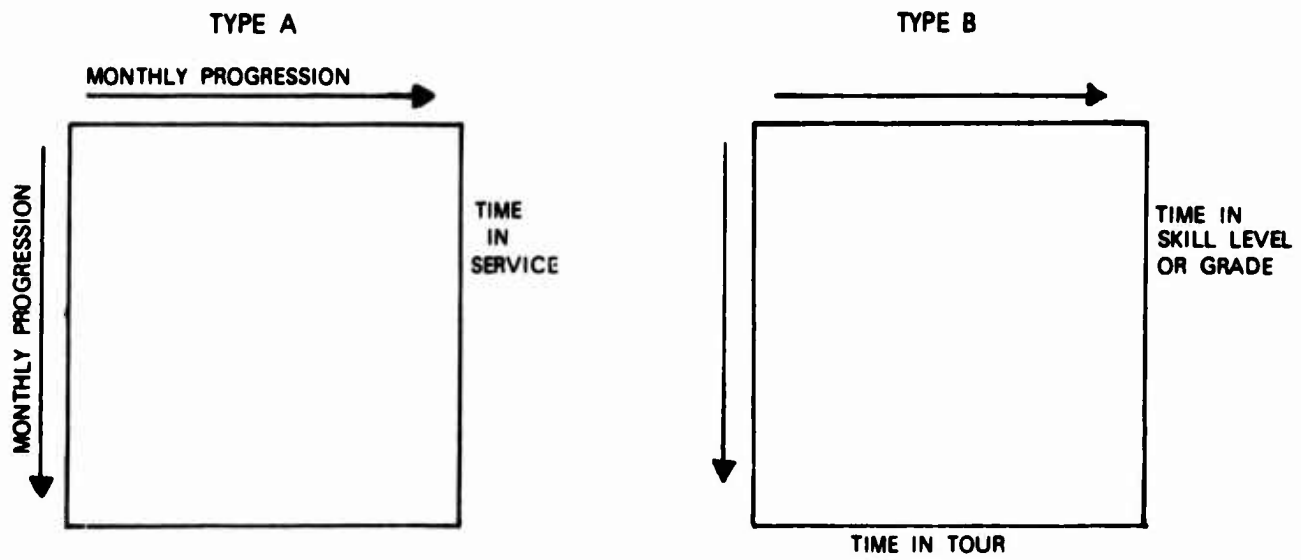 TYPE A
MONTHLY PROGRESSION
MONTHLY PROGRESSION
TIME
IN
SERVICE
TYPE B
TIME IN
SKILL LEVEL
OR GRADE
TIME IN TOUR